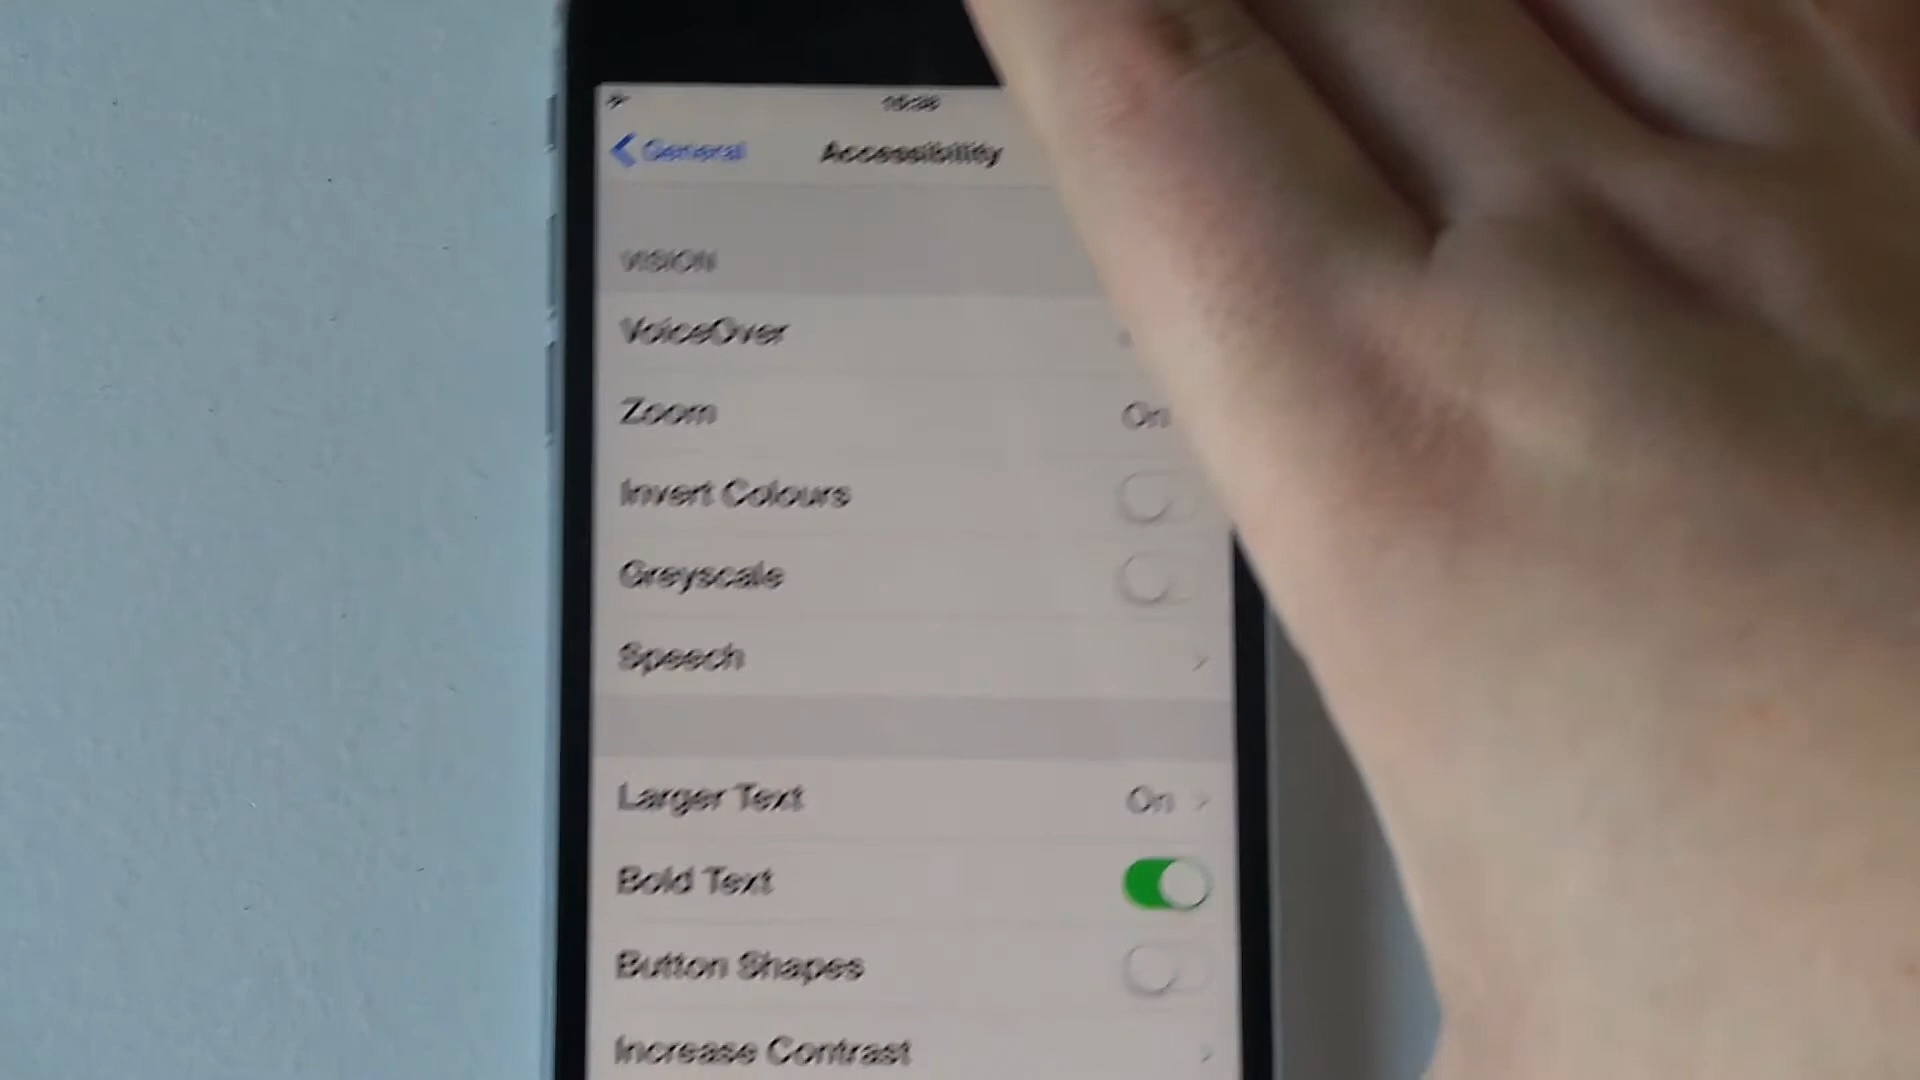 General
Accessibility
VISION
VoiceOver
Zoom On
Invert Colours
Greyscale
Speech
Larger Text On
Bold Text
Button Shapes
Increase Contrast